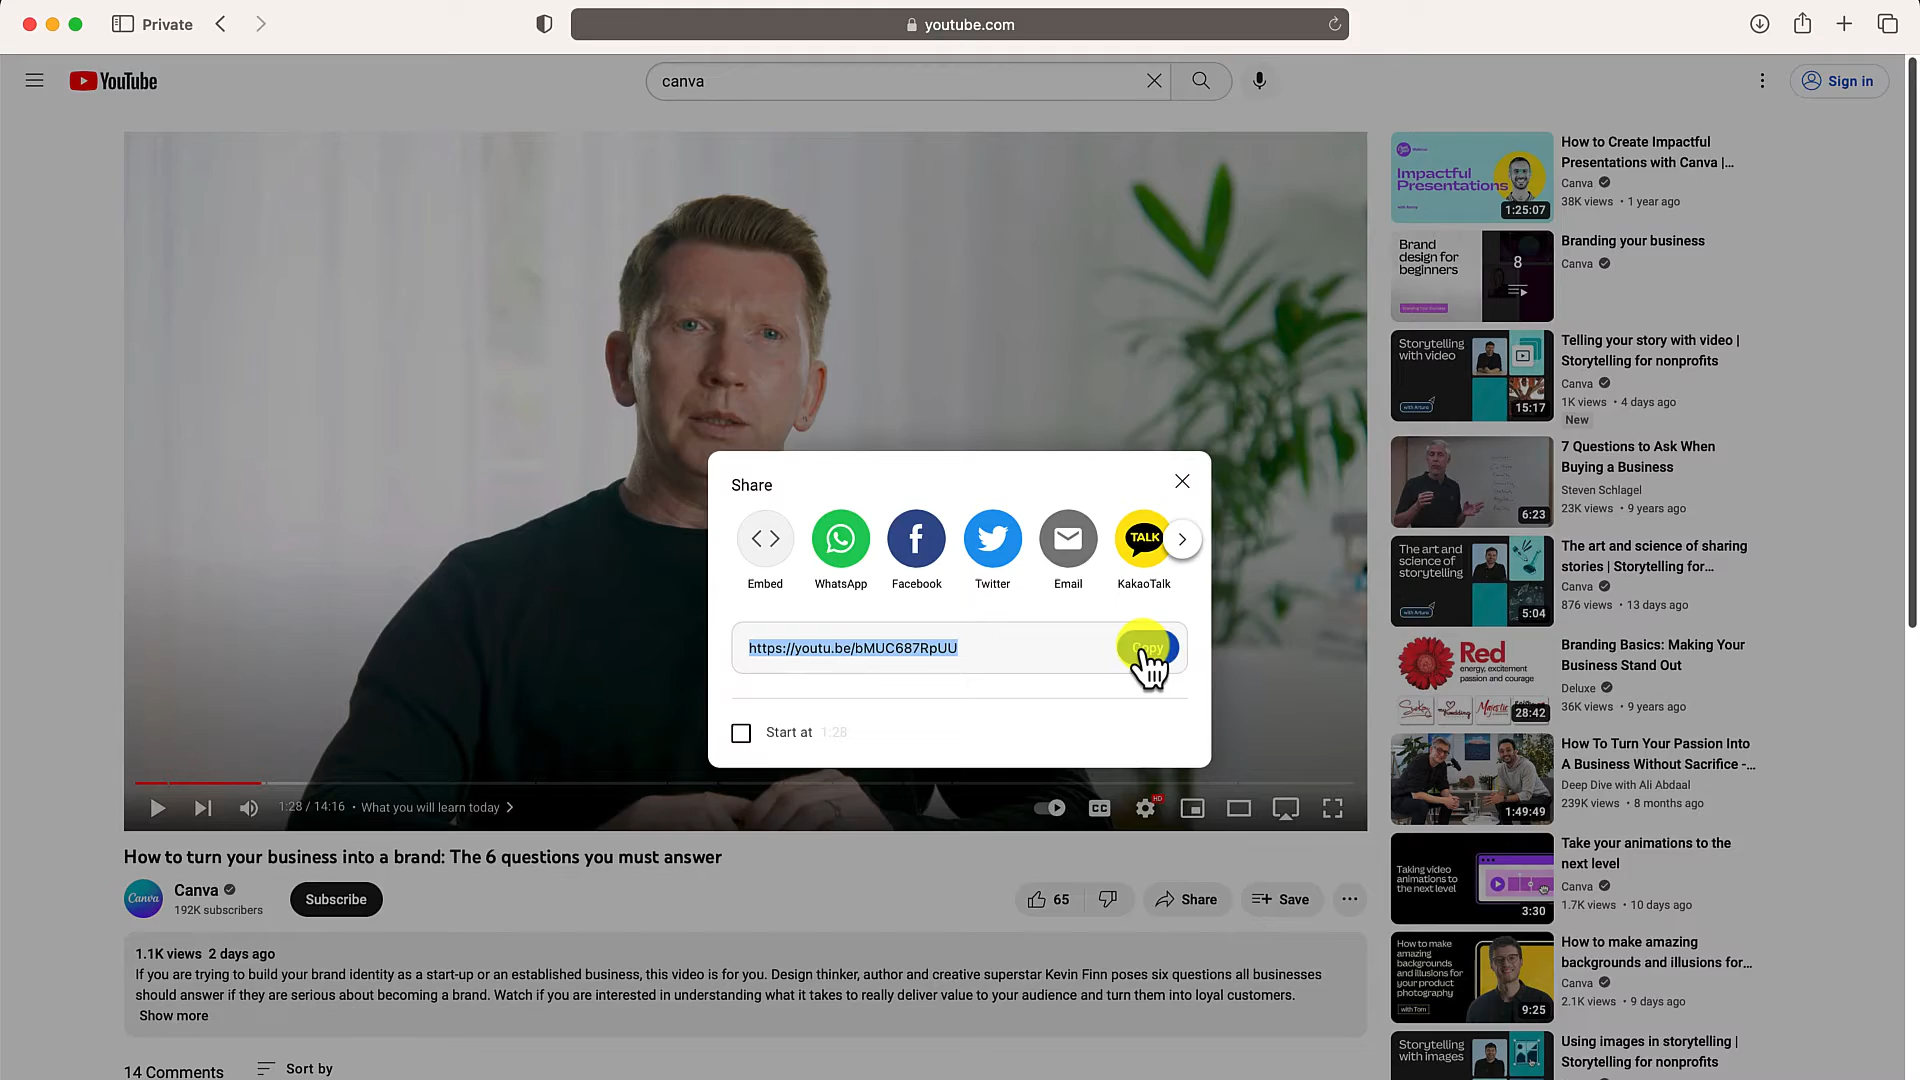 Private
youtube.com
YouTube
canva
Sign in
Share
Embed
WhatsApp
Facebook
Twitter
Email
TALK
KakaoTalk
https://youtu.be/bMUC687RpUU
Copy
Start at 1:28
1:28 / 14:16 • What you will learn today
CC
HD
How to turn your business into a brand: The 6 questions you must answer
Canva
Canva
192K subscribers
Subscribe
65
Share
Save
1.1K views 2 days ago
If you are trying to build your brand identity as a start-up or an established business, this video is for you. Design thinker, author and creative superstar Kevin Finn poses six questions all businesses
should answer if they are serious about becoming a brand. Watch if you are interested in understanding what it takes to really deliver value to your audience and turn them into loyal customers.
Show more
14 Comments
Sort by
Impactful
Presentations
1:25:07
How to Create Impactful
Presentations with Canva |...
Canva
38K views • 1 year ago
Brand
design for
beginners
8
Branding your business
Canva
Storytelling
with video
15:17
Telling your story with video |
Storytelling for nonprofits
Canva
1K views • 4 days ago
New
6:23
7 Questions to Ask When
Buying a Business
Steven Schlagel
23K views • 9 years ago
The art and
science of
storytelling
5:04
The art and science of sharing
stories | Storytelling for...
Canva
876 views • 13 days ago
Red
energy, excitement
passion and courage
28:42
Branding Basics: Making Your
Business Stand Out
Deluxe
36K views • 9 years ago
1:49:49
How To Turn Your Passion Into
A Business Without Sacrifice -...
Deep Dive with Ali Abdaal
239K views • 8 months ago
Taking video
animations to
the next level
3:30
Take your animations to the
next level
Canva
1.7K views • 10 days ago
How to make
amazing
backgrounds
and illusions for
your product
photography
with Tom
9:25
How to make amazing
backgrounds and illusions for...
Canva
2.1K views • 9 days ago
Storytelling
with images
Using images in storytelling |
Storytelling for nonprofits